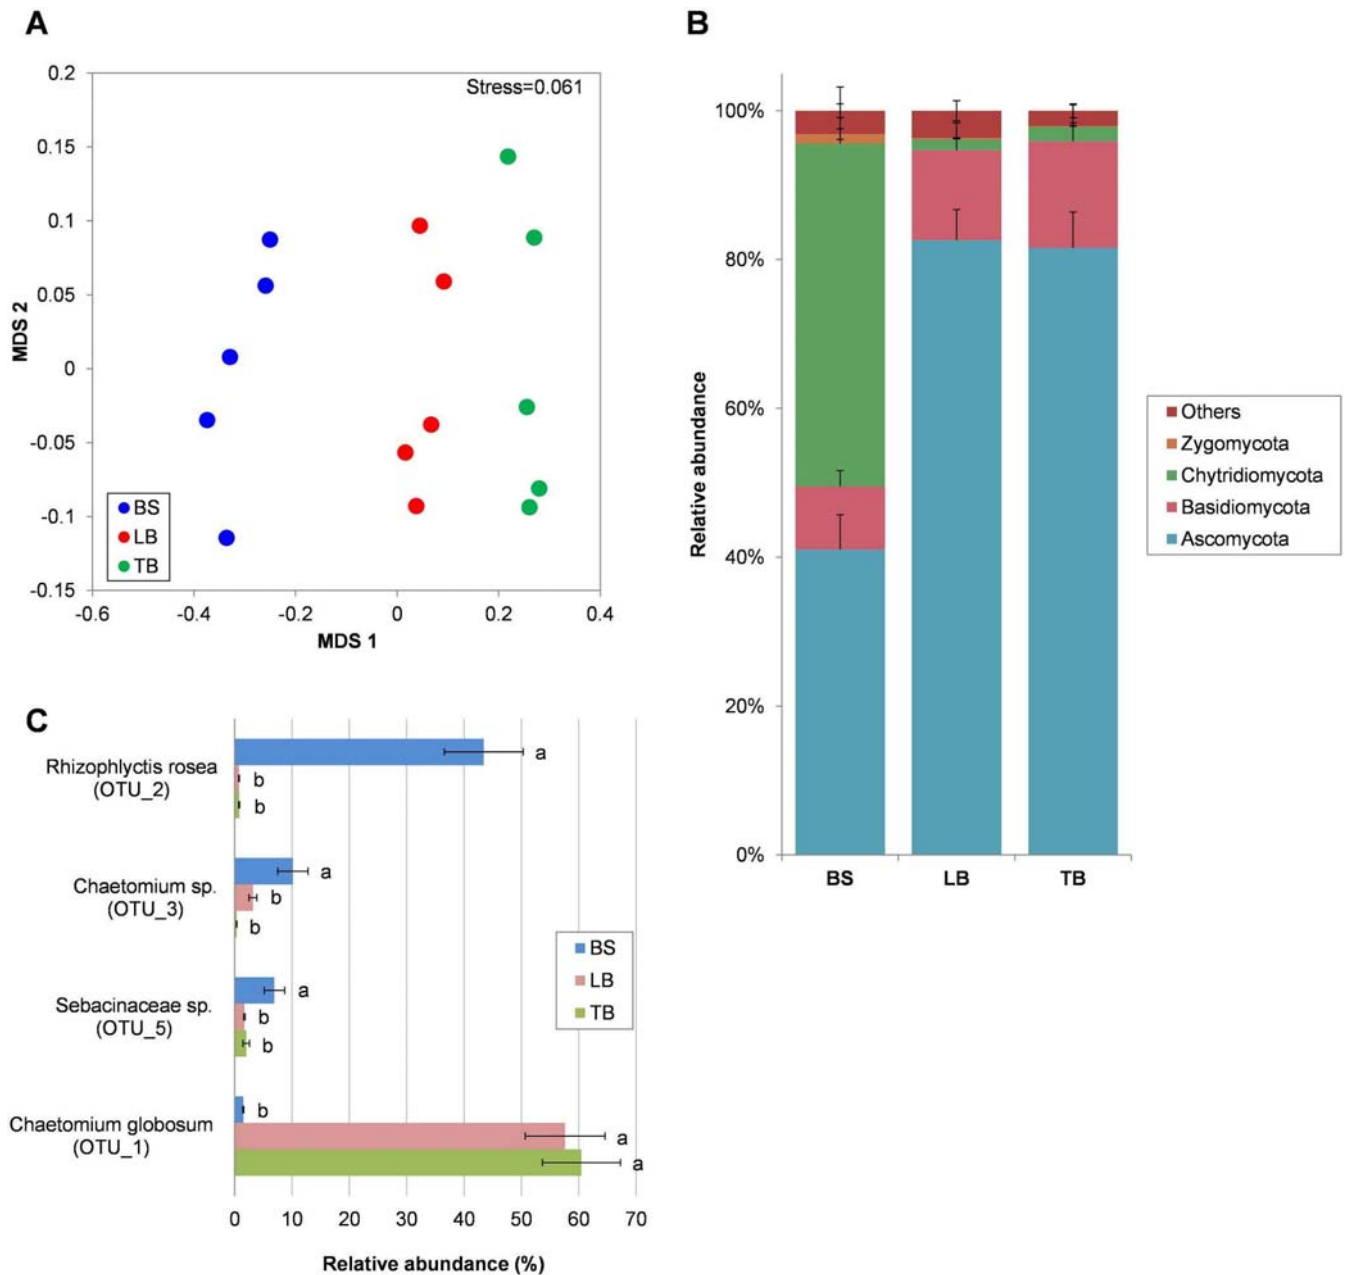 A
0.2
0.15
0.1
0.05
0
-0.05
-0.1
-0.15
MDS 2
Stress=0.061
BS
LB
TB
-0.6
-0.4
-0.2
0
0.2
0.4
MDS 1
B
100%
80%
60%
40%
20%
0%
Relative abundance
BS
LB
TB
Others
Zygomycota
Chytridiomycota
Basidiomycota
Ascomycota
C
Rhizophlyctis rosea
(OTU_2)
a
b
b
Chaetomium sp.
(OTU_3)
a
b
b
Sebacinaceae sp.
(OTU_5)
a
b
b
Chaetomium globosum
(OTU_1)
b
a
a
BS
LB
TB
0 10 20 30 40 50 60 70
Relative abundance (%)